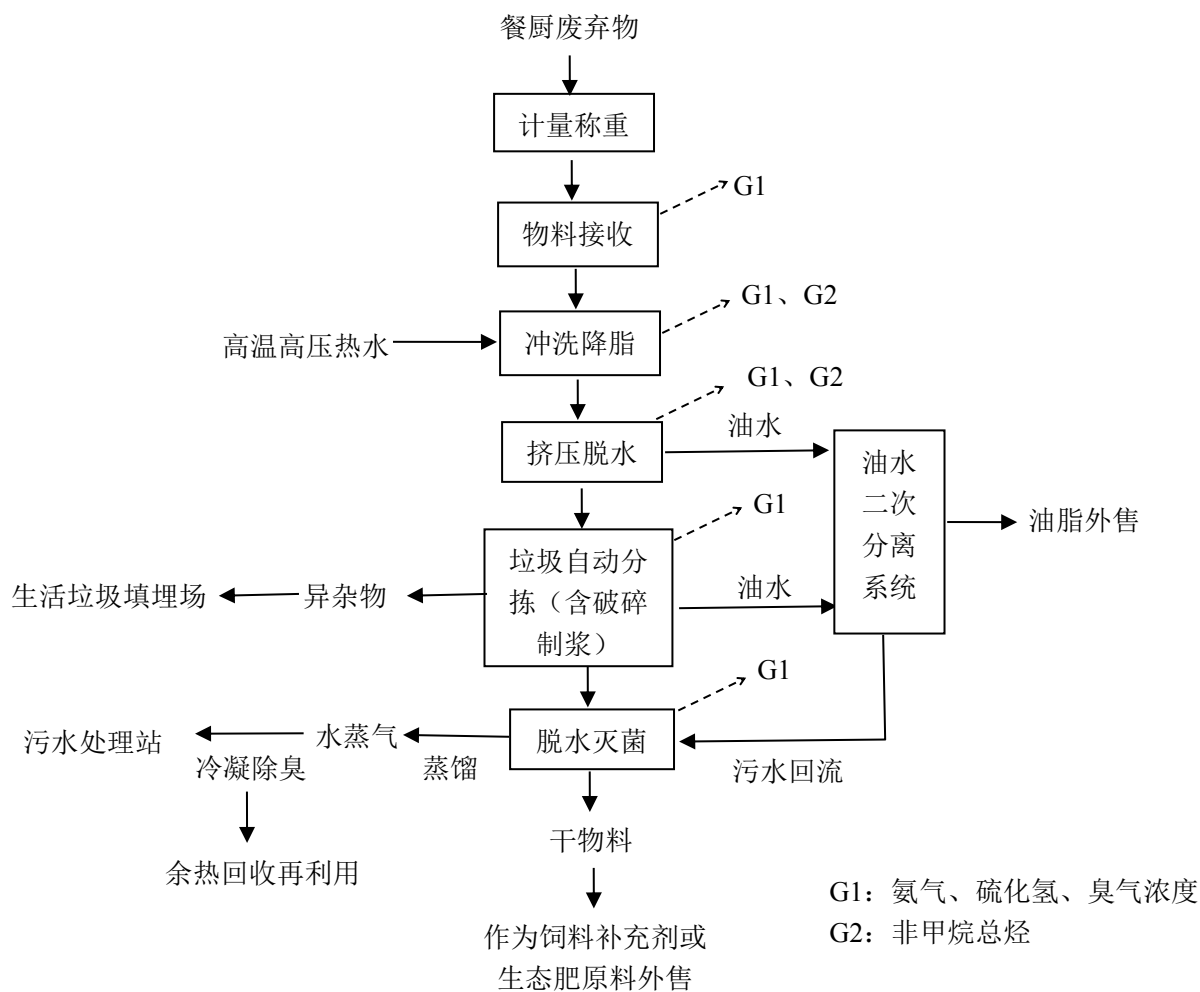 餐厨废弃物
计量称重
G1
物料接收
G1、G2
高温高压热水
冲洗降脂
G1、G2
油水
挤压脱水
油水
二次
分离
系统
油脂外售
G1
垃圾自动分
拣（含破碎
制浆）
油水
异杂物
生活垃圾填埋场
G1
脱水灭菌
水蒸气
污水处理站
冷凝除臭
蒸馏
污水回流
干物料
余热回收再利用
作为饲料补充剂或
生态肥原料外售
G1：氨气、硫化氢、臭气浓度
G2：非甲烷总烃